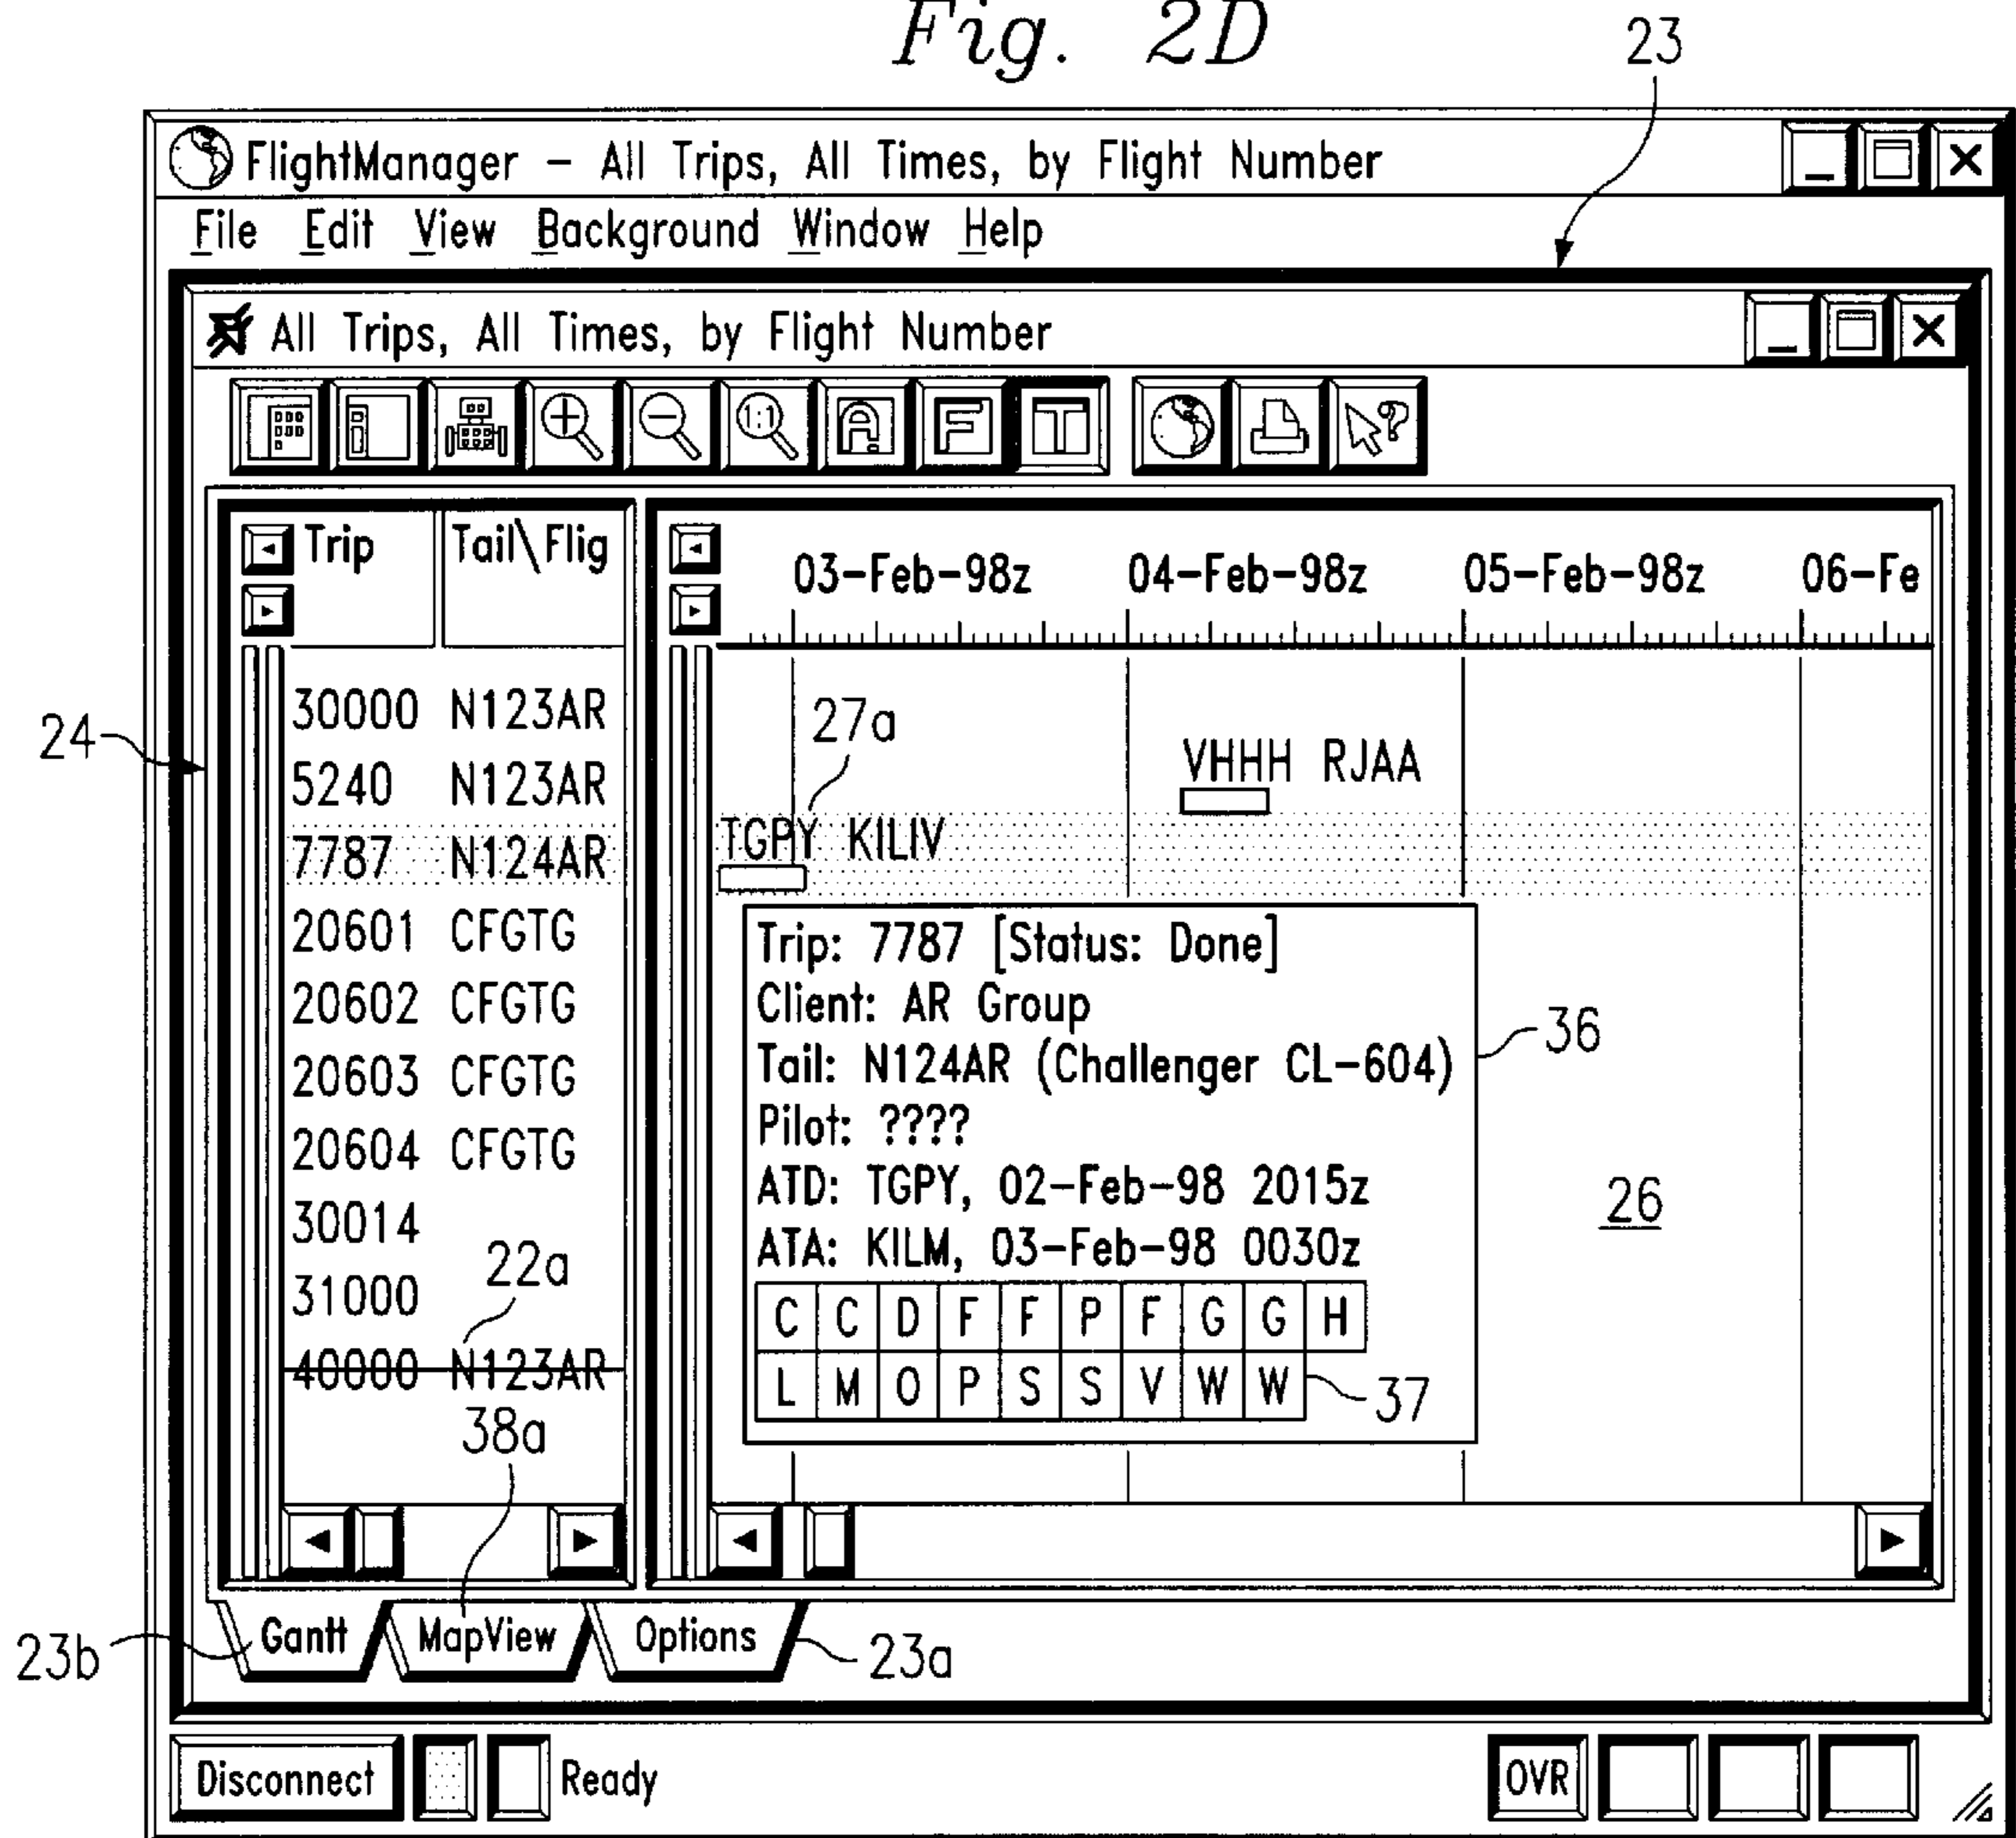 Fig. 2D
23
FlightManager – All Trips, All Times, by Flight Number
File Edit View Background Window Help
All Trips, All Times, by Flight Number
1:1 A F T ?
Trip Tail\Flig
03-Feb-98z 04-Feb-98z 05-Feb-98z 06-Fe
24
27a
30000 N123AR
5240 N123AR
VHHH RJAA
7787 N124AR
TGPY KILIV
20601 CFGTG
20602 CFGTG
20603 CFGTG
20604 CFGTG
30014
31000
22a
40000 N123AR
38a
Trip: 7787 [Status: Done]
Client: AR Group
Tail: N124AR (Challenger CL-604)
Pilot: ????
ATD: TGPY, 02-Feb-98 2015z
ATA: KILM, 03-Feb-98 0030z
C C D F F P F G G H
L M O P S S V W W
36
26
37
23b
Gantt MapView Options
23a
Disconnect Ready OVR